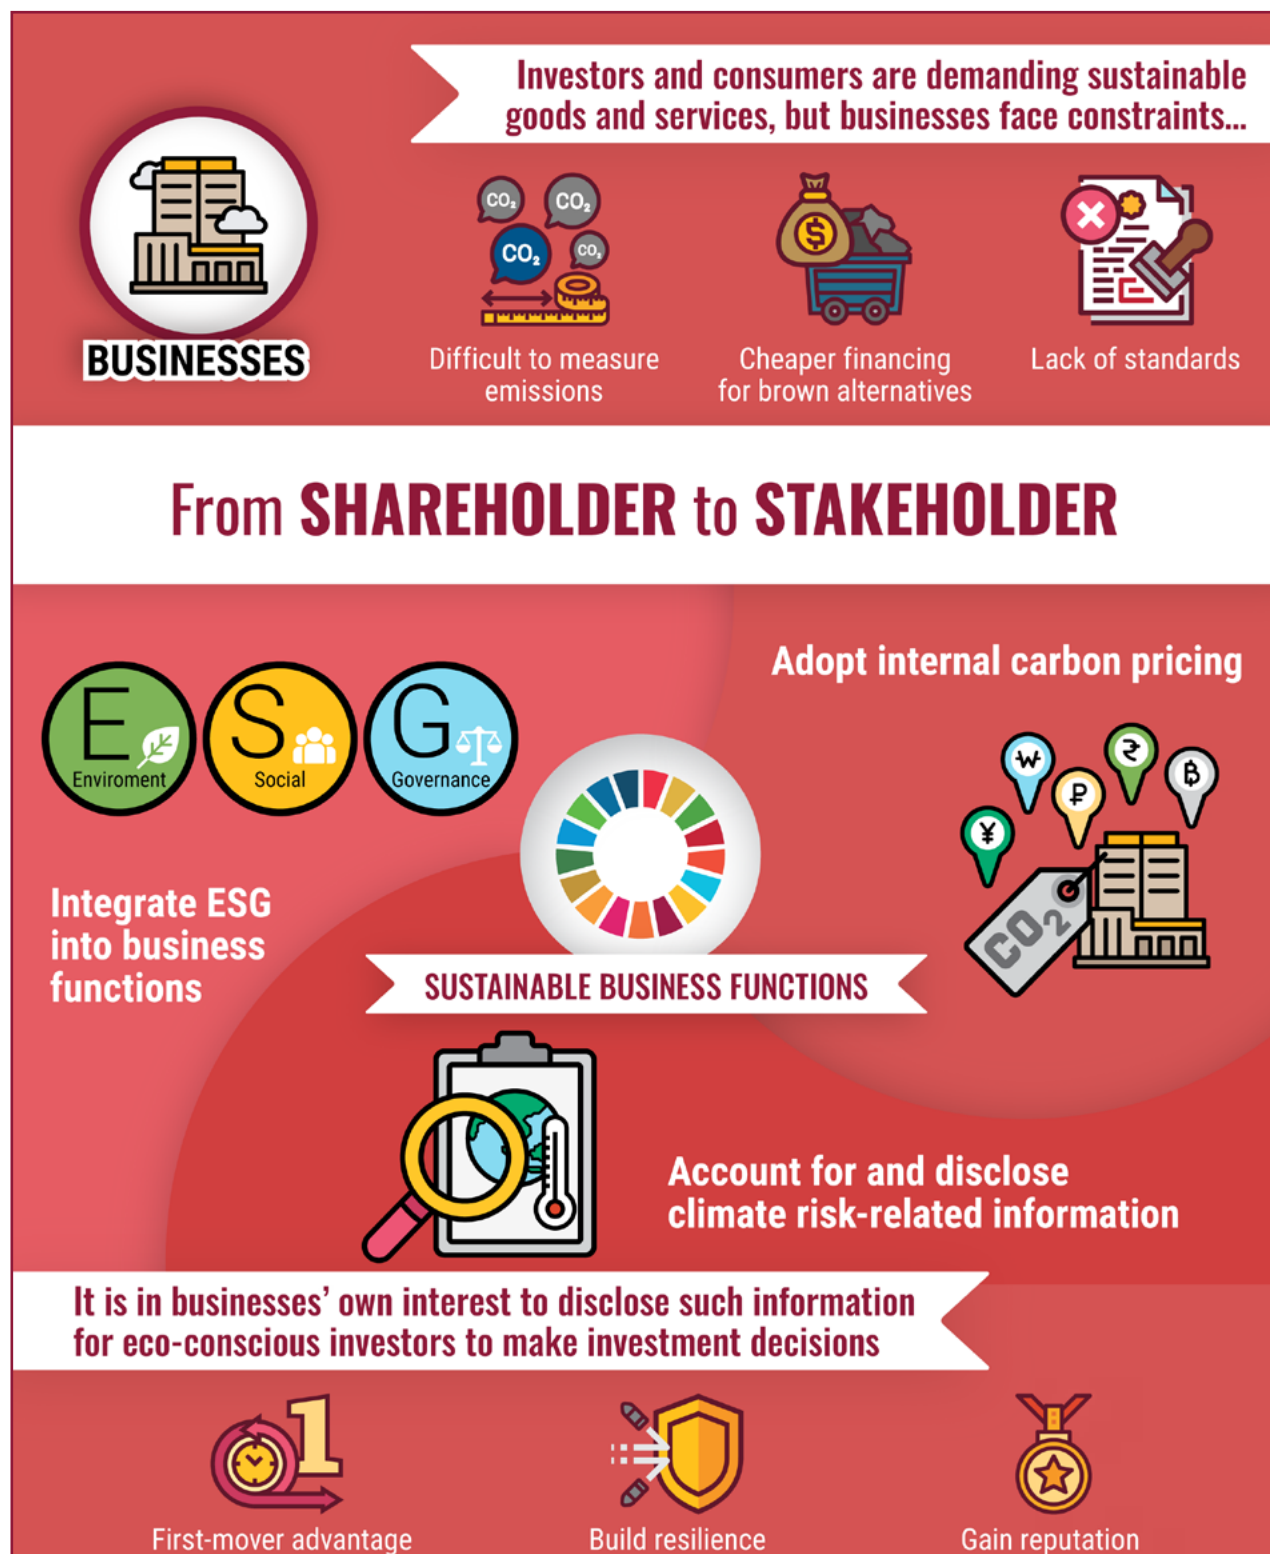 Investors and consumers are demanding sustainable
goods and services, but businesses face constraints...
BUSINESSES
CO₂
CO₂
CO₂
CO₂
$
Difficult to measure
emissions
Cheaper financing
for brown alternatives
Lack of standards
From SHAREHOLDER to STAKEHOLDER
E
Enviroment
S
Social
G
Governance
Integrate ESG
into business
functions
Adopt internal carbon pricing
₩
₹
₽
฿
¥
CO₂
SUSTAINABLE BUSINESS FUNCTIONS
Account for and disclose
climate risk-related information
It is in businesses’ own interest to disclose such information
for eco-conscious investors to make investment decisions
1
First-mover advantage
Build resilience
Gain reputation